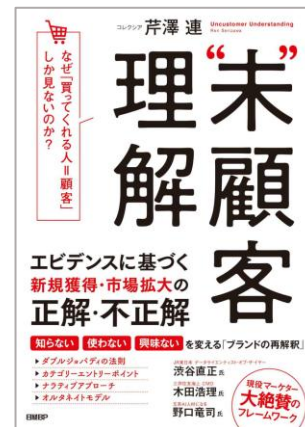 コレクシア 芹澤 連
Uncustomer Understanding
Ren Serizawa
“未”顧客
理解
なぜ「買ってくれる人＝顧客」
しか見ないのか？
エビデンスに基づく
新規獲得・市場拡大の
正解・不正解
知らない 使わない 興味ない を変える「ブランドの再解釈」
▶ ダブルジョパディの法則
▶ カテゴリーエントリーポイント
▶ ナラティブアプローチ
▶ オルタネイトモデル
渋谷直正氏
木田浩理氏
野口竜司氏
現役マーケター
大絶賛の
フレームワーク
日経BP